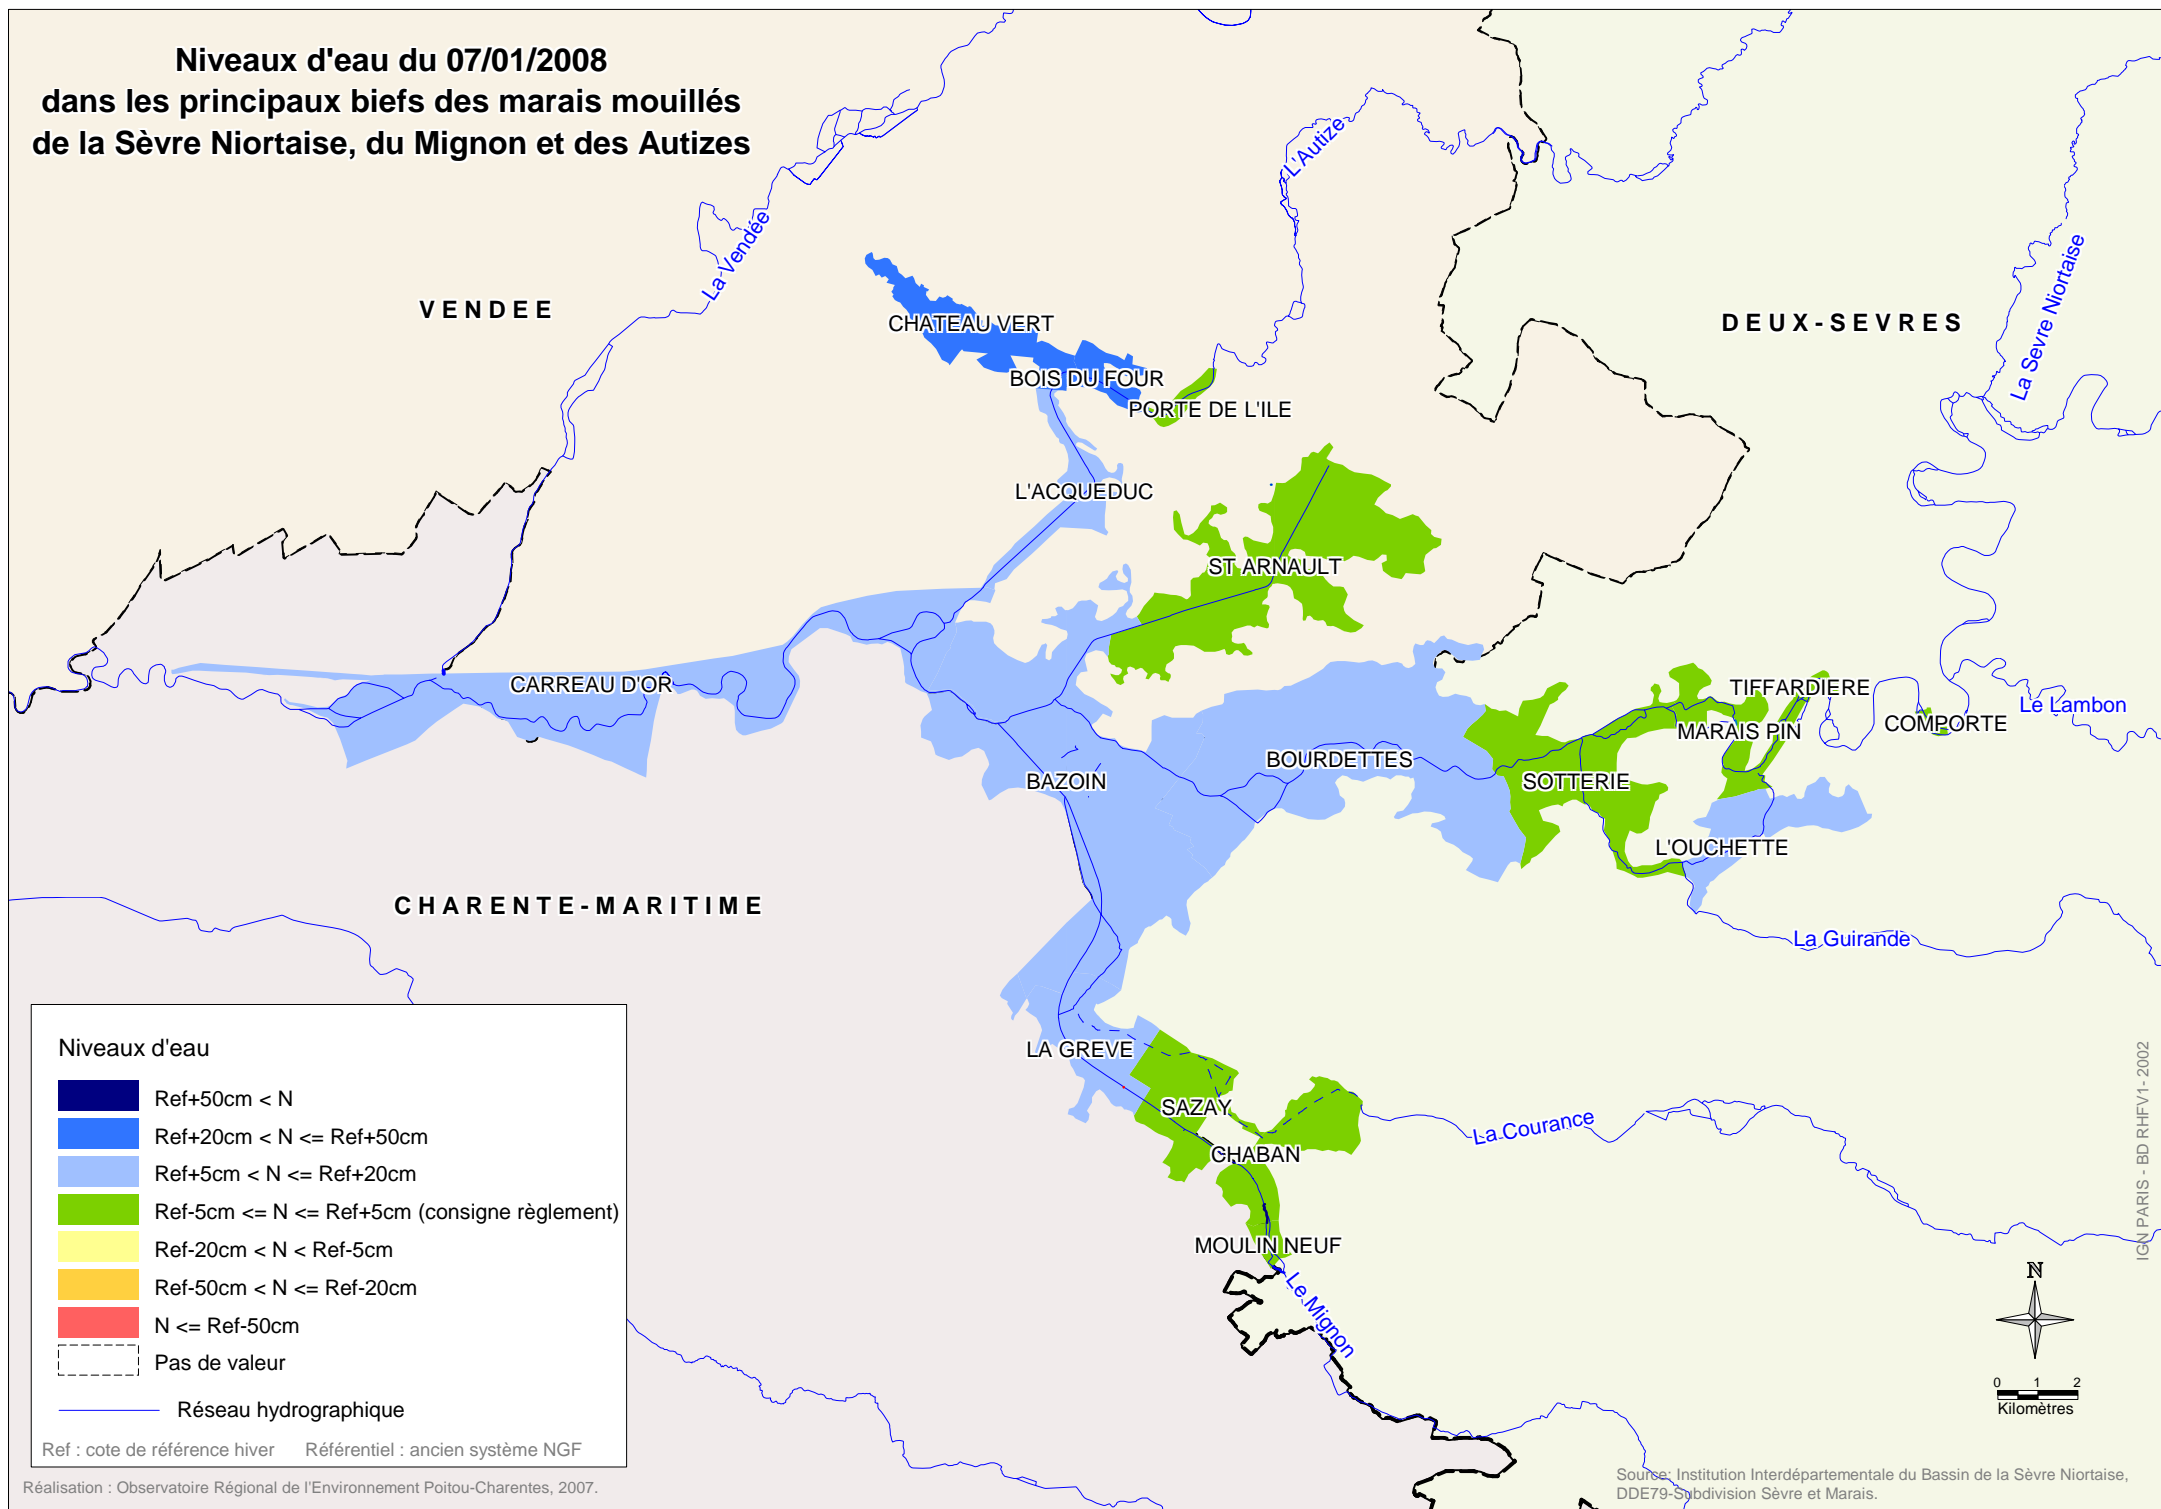 Niveaux d'eau du 07/01/2008
dans les principaux biefs des marais mouillés
de la Sèvre Niortaise, du Mignon et des Autizes
L'Autize
La Vendée
VENDEE
DEUX-SEVRES
La Sevre Niortaise
CHATEAU VERT
BOIS DU FOUR
PORTE DE L'ILE
L'ACQUEDUC
ST ARNAULT
CARREAU D'OR
TIFFARDIERE
Le Lambon
COMPORTE
MARAIS PIN
BOURDETTES
BAZOIN
SOTTERIE
L'OUCHETTE
CHARENTE-MARITIME
La Guirande
LA GREVE
SAZAY
La Courance
CHABAN
MOULIN NEUF
Le Mignon
Niveaux d'eau
Ref+50cm < N
Ref+20cm < N <= Ref+50cm
Ref+5cm < N <= Ref+20cm
Ref-5cm <= N <= Ref+5cm (consigne règlement)
Ref-20cm < N < Ref-5cm
Ref-50cm < N <= Ref-20cm
N <= Ref-50cm
Pas de valeur
Réseau hydrographique
Ref : cote de référence hiver Référentiel : ancien système NGF
Réalisation : Observatoire Régional de l'Environnement Poitou-Charentes, 2007.
IGN PARIS - BD RHFV1 - 2002
N
0 1 2
Kilomètres
Source: Institution Interdépartementale du Bassin de la Sèvre Niortaise,
DDE79-Subdivision Sèvre et Marais.